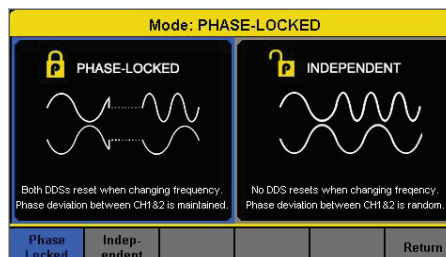 Mode: PHASE-LOCKED
P PHASE-LOCKED
P INDEPENDENT
Both DDSs reset when changing frequency.
Phase deviation between CH1&2 is maintained.
No DDS resets when changing freqency.
Phase deviation between CH1&2 is random.
Phase Locked
Indep-endent
Return